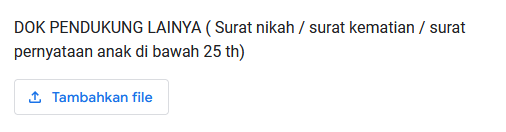 DOK PENDUKUNG LAINYA ( Surat nikah / surat kematian / surat
pernyataan anak di bawah 25 th)
Tambahkan file